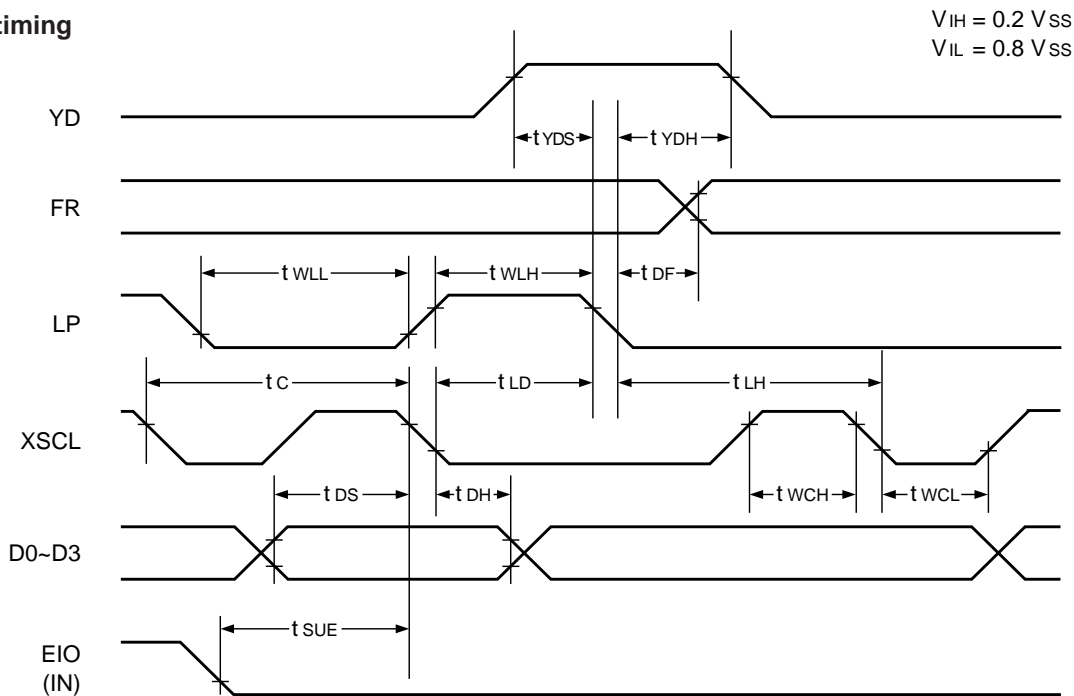 timing
VIH = 0.2 VSS
VIL = 0.8 VSS
YD
tYDS
tYDH
FR
tWLL
tWLH
tDF
LP
tC
tLD
tLH
XSCL
tDS
tDH
tWCH
tWCL
D0~D3
tSUE
EIO
(IN)